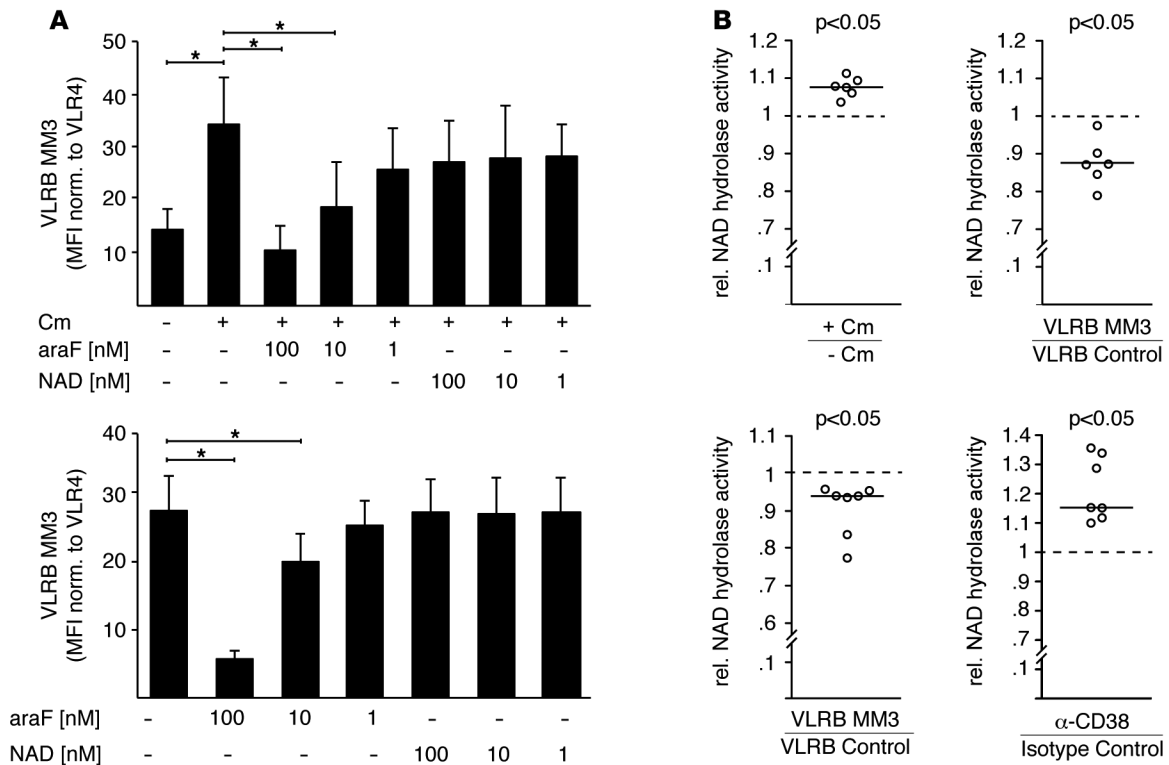 A
VLRB MM3
(MFI norm. to VLR4)
50
40
30
20
10
*
*
*
Cm – + + + + + + +
araF [nM] – – 100 10 1 – – –
NAD [nM] – – – – – 100 10 1
VLRB MM3
(MFI norm. to VLR4)
40
30
20
10
*
*
araF [nM] – 100 10 1 – – –
NAD [nM] – – – – 100 10 1
B
p<0.05
rel. NAD hydrolase activity
1.2
1.1
1
.9
.8
.7
.1
+ Cm
- Cm
p<0.05
rel. NAD hydrolase activity
1.2
1.1
1
.9
.8
.7
.1
VLRB MM3
VLRB Control
p<0.05
rel. NAD hydrolase activity
1.1
1
.9
.8
.7
.6
.1
VLRB MM3
VLRB Control
p<0.05
rel. NAD hydrolase activity
1.4
1.3
1.2
1.1
1
.9
.8
.7
.1
α-CD38
Isotype Control